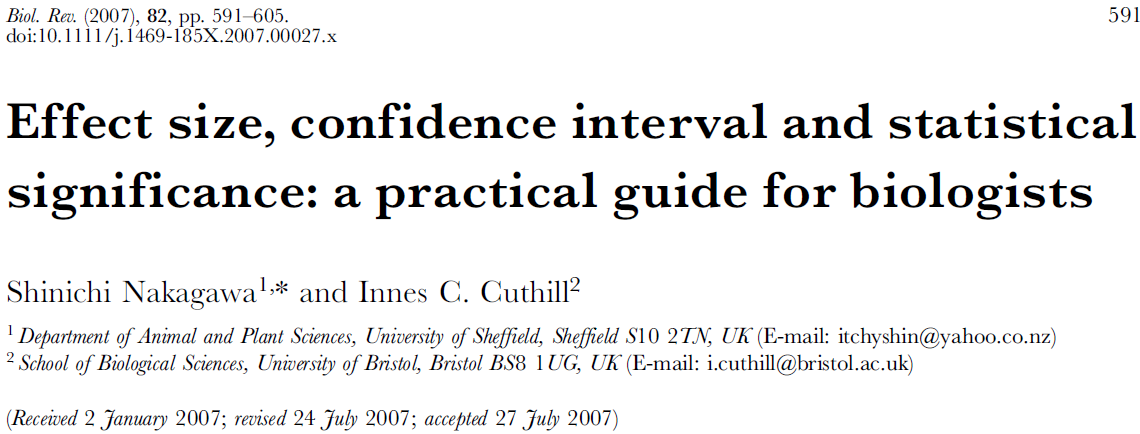 Biol. Rev. (2007), 82, pp. 591–605.
591
doi:10.1111/j.1469-185X.2007.00027.x
Effect size, confidence interval and statistical
significance: a practical guide for biologists
Shinichi Nakagawa1,* and Innes C. Cuthill2
1 Department of Animal and Plant Sciences, University of Sheffield, Sheffield S10 2TN, UK (E-mail: itchyshin@yahoo.co.nz)
2 School of Biological Sciences, University of Bristol, Bristol BS8 1UG, UK (E-mail: i.cuthill@bristol.ac.uk)
(Received 2 January 2007; revised 24 July 2007; accepted 27 July 2007)